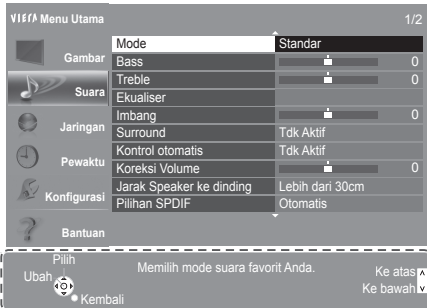 VIErA Menu Utama 1/2
Gambar
Suara
Jaringan
Pewaktu
Konfigurasi
Bantuan
Mode Standar
Bass 0
Treble 0
Ekualiser
Imbang 0
Surround Tdk Aktif
Kontrol otomatis Tdk Aktif
Koreksi Volume 0
Jarak Speaker ke dinding Lebih dari 30cm
Pilihan SPDIF Otomatis
Pilih
Ubah
Kembali
Memilih mode suara favorit Anda.
Ke atas
Ke bawah